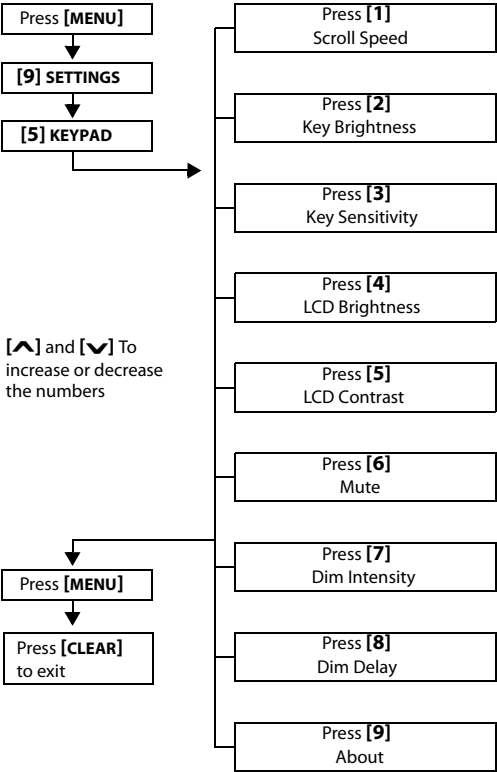 Press [MENU]
[9] SETTINGS
[5] KEYPAD
[∧] and [∨] To
increase or decrease
the numbers
Press [MENU]
Press [CLEAR]
to exit
Press [1]
Scroll Speed
Press [2]
Key Brightness
Press [3]
Key Sensitivity
Press [4]
LCD Brightness
Press [5]
LCD Contrast
Press [6]
Mute
Press [7]
Dim Intensity
Press [8]
Dim Delay
Press [9]
About